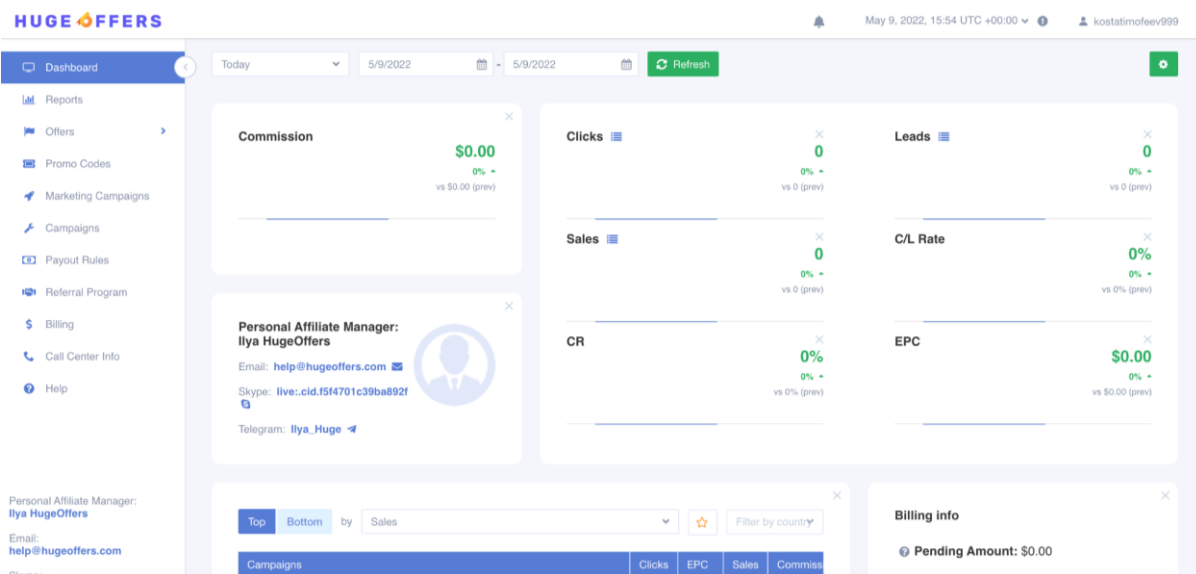 HUGE OFFERS
May 9, 2022, 15:54 UTC +00:00
kostatimofeev999
Dashboard
Reports
Offers
Promo Codes
Marketing Campaigns
Campaigns
Payout Rules
Referral Program
Billing
Call Center Info
Help
Personal Affiliate Manager:
Ilya HugeOffers
Email:
help@hugeoffers.com
Today
5/9/2022 - 5/9/2022
Refresh
Commission
$0.00
0%
vs $0.00 (prev)
Personal Affiliate Manager:
Ilya HugeOffers
Email: help@hugeoffers.com
Skype: live:.cid.f5f4701c39ba892f
Telegram: Ilya_Huge
Clicks
0
0%
vs 0 (prev)
Leads
0
0%
vs 0 (prev)
Sales
0
0%
vs 0 (prev)
C/L Rate
0%
0%
vs 0% (prev)
CR
0%
0%
vs 0% (prev)
EPC
$0.00
0%
vs $0.00 (prev)
Top Bottom by Sales Filter by country
Campaigns Clicks EPC Sales Commiss
Billing info
Pending Amount: $0.00